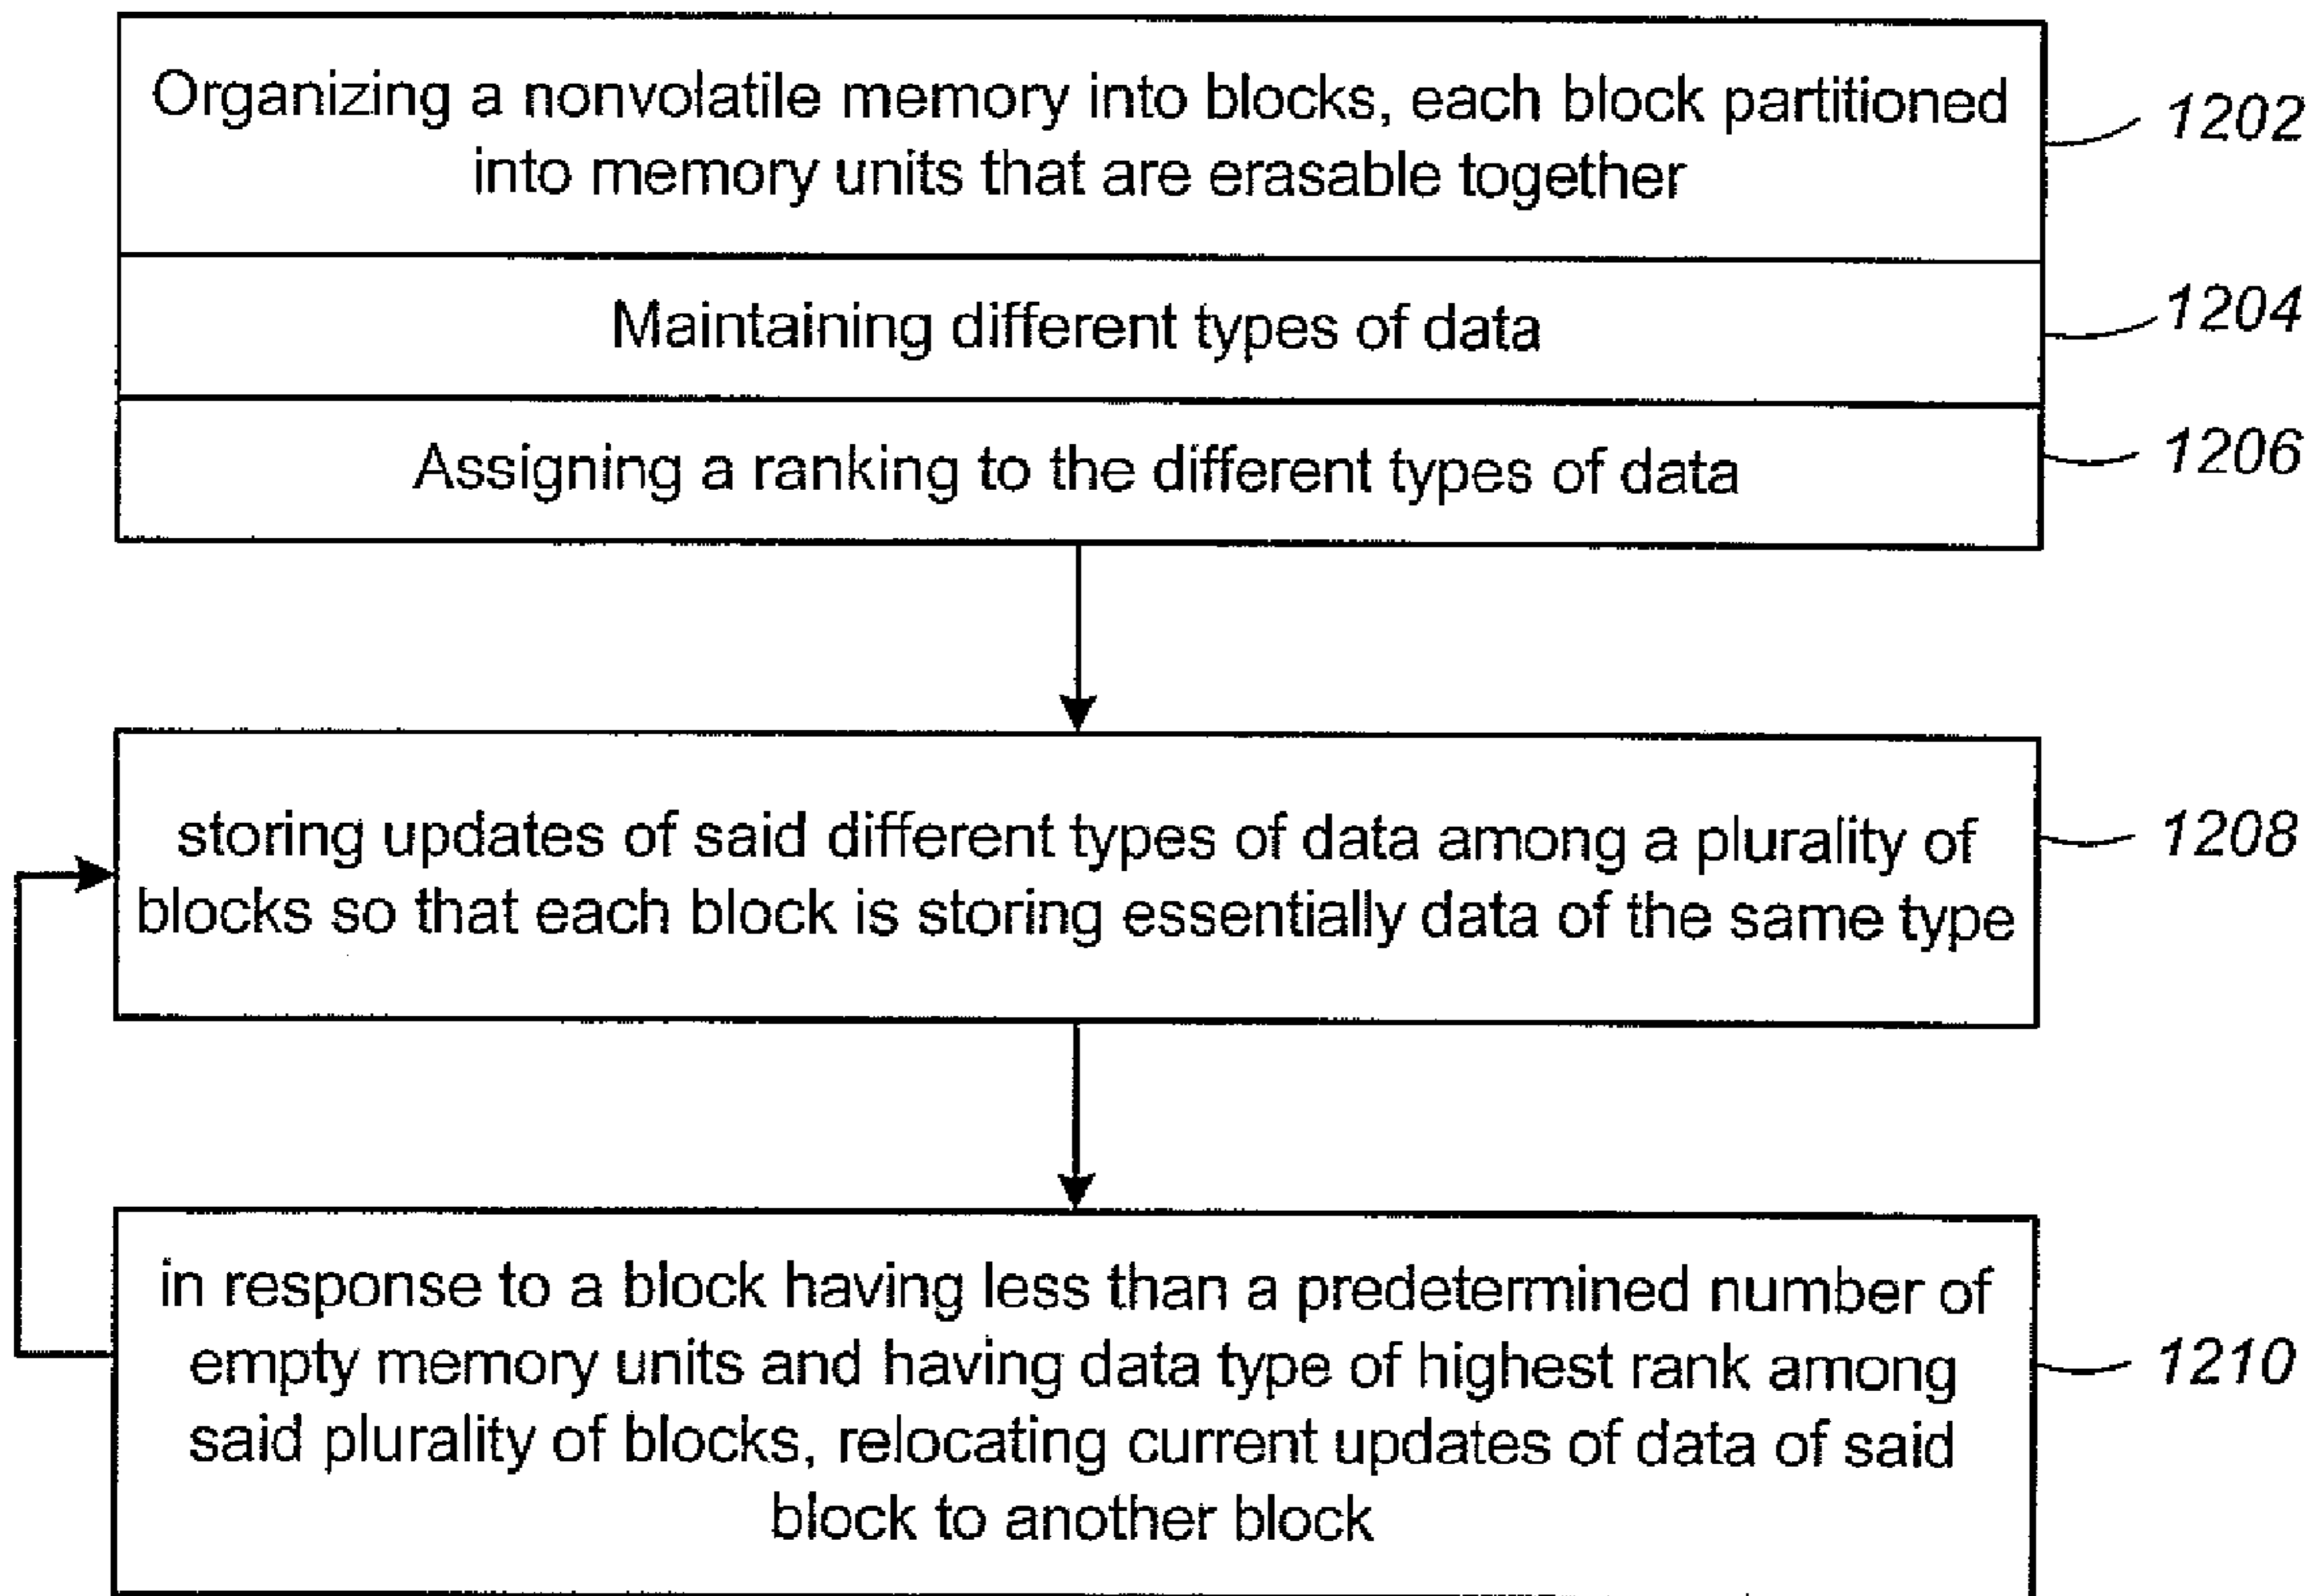 Organizing a nonvolatile memory into blocks, each block partitioned
into memory units that are erasable together
1202
Maintaining different types of data
1204
Assigning a ranking to the different types of data
1206
storing updates of said different types of data among a plurality of
blocks so that each block is storing essentially data of the same type
1208
in response to a block having less than a predetermined number of
empty memory units and having data type of highest rank among
said plurality of blocks, relocating current updates of data of said
block to another block
1210